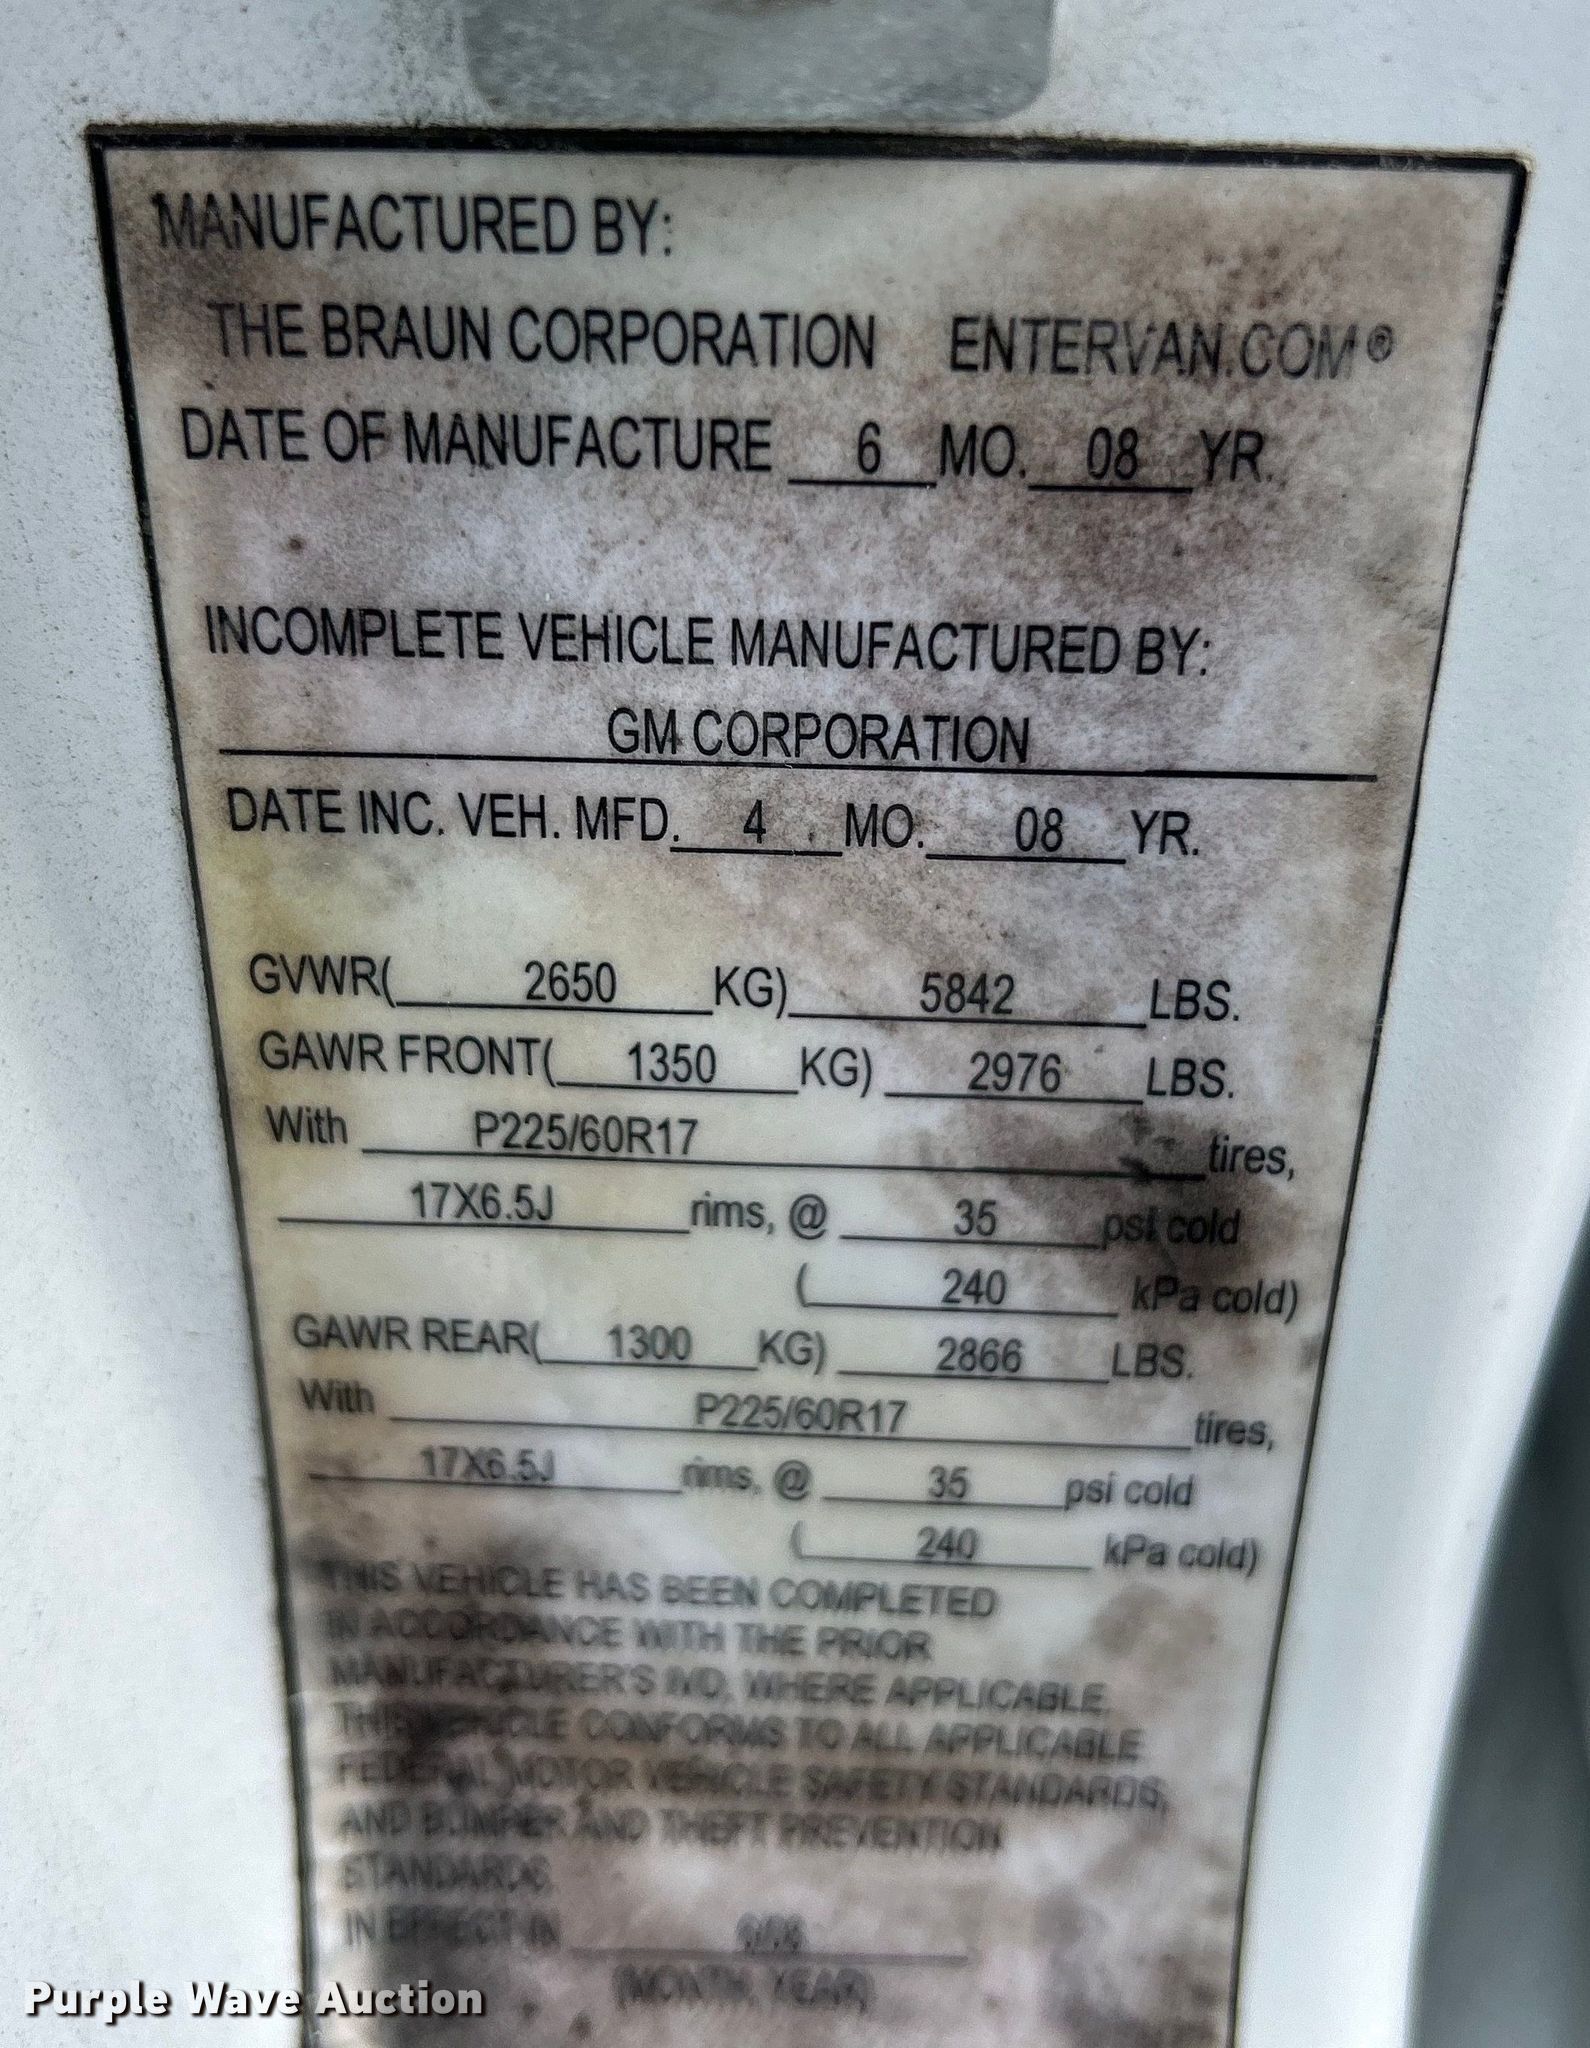 MANUFACTURED BY:
THE BRAUN CORPORATION ENTERVAN.COM®
DATE OF MANUFACTURE 6 MO. 08 YR.
INCOMPLETE VEHICLE MANUFACTURED BY:
GM CORPORATION
DATE INC. VEH. MFD. 4 MO. 08 YR.
GVWR( 2650 KG) 5842 LBS.
GAWR FRONT( 1350 KG) 2976 LBS.
With P225/60R17 tires,
17X6.5J rims, @ 35 psi cold
( 240 kPa cold)
GAWR REAR( 1300 KG) 2866 LBS.
With P225/60R17 tires,
17X6.5J rims, @ 35 psi cold
( 240 kPa cold)
THIS VEHICLE HAS BEEN COMPLETED
IN ACCORDANCE WITH THE PRIOR
MANUFACTURER'S IVD, WHERE APPLICABLE.
THIS VEHICLE CONFORMS TO ALL APPLICABLE
FEDERAL MOTOR VEHICLE SAFETY STANDARDS,
AND BUMPER AND THEFT PREVENTION
STANDARDS,
IN EFFECT IN
(MONTH, YEAR)
Purple Wave Auction